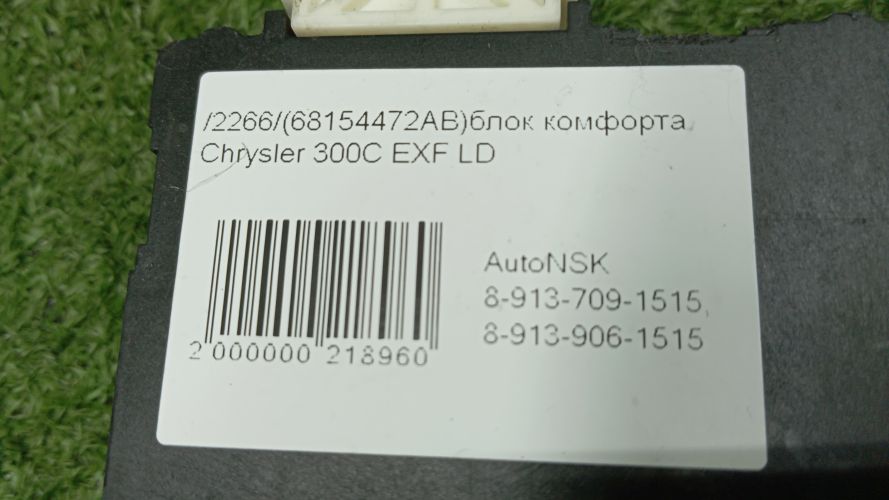 /2266/(68154472AB)блок комфорта
Chrysler 300C EXF LD
AutoNSK
8-913-709-1515,
8-913-906-1515
2 000000 218960